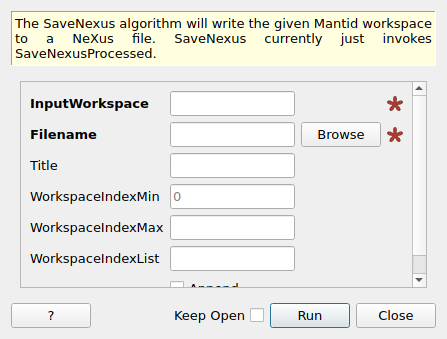 The SaveNexus algorithm will write the given Mantid workspace
to a NeXus file. SaveNexus currently just invokes
SaveNexusProcessed.
InputWorkspace
Filename Browse
Title
WorkspaceIndexMin 0
WorkspaceIndexMax
WorkspaceIndexList
Append
? Keep Open Run Close